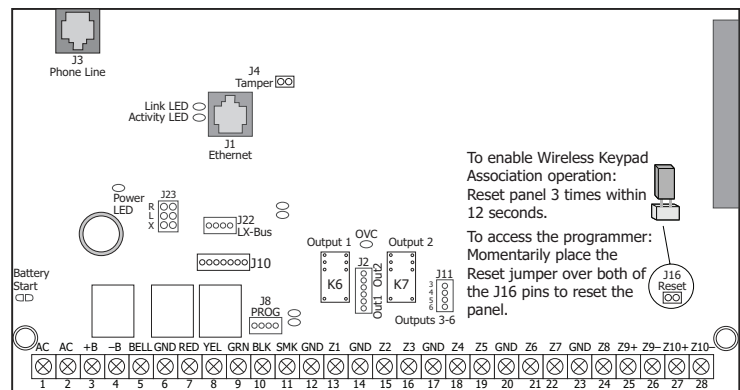 J3
Phone Line
J4
Tamper
Link LED
Activity LED
J1
Ethernet
To enable Wireless Keypad
Association operation:
Reset panel 3 times within
12 seconds.
To access the programmer:
Momentarily place the
Reset jumper over both of
the J16 pins to reset the
panel.
J16
Reset
Power
LED
J23
R
L
X
J22
LX-Bus
J10
Output 1
OVC
Output 2
K6
J2
Out1 Out2
K7
J11
3
4
5
6
Outputs 3-6
Battery
Start
J8
PROG
AC AC +B –B BELL GND RED YEL GRN BLK SMK GND Z1 GND Z2 Z3 GND Z4 Z5 GND Z6 Z7 GND Z8 Z9+ Z9– Z10+ Z10–
1 2 3 4 5 6 7 8 9 10 11 12 13 14 15 16 17 18 19 20 21 22 23 24 25 26 27 28